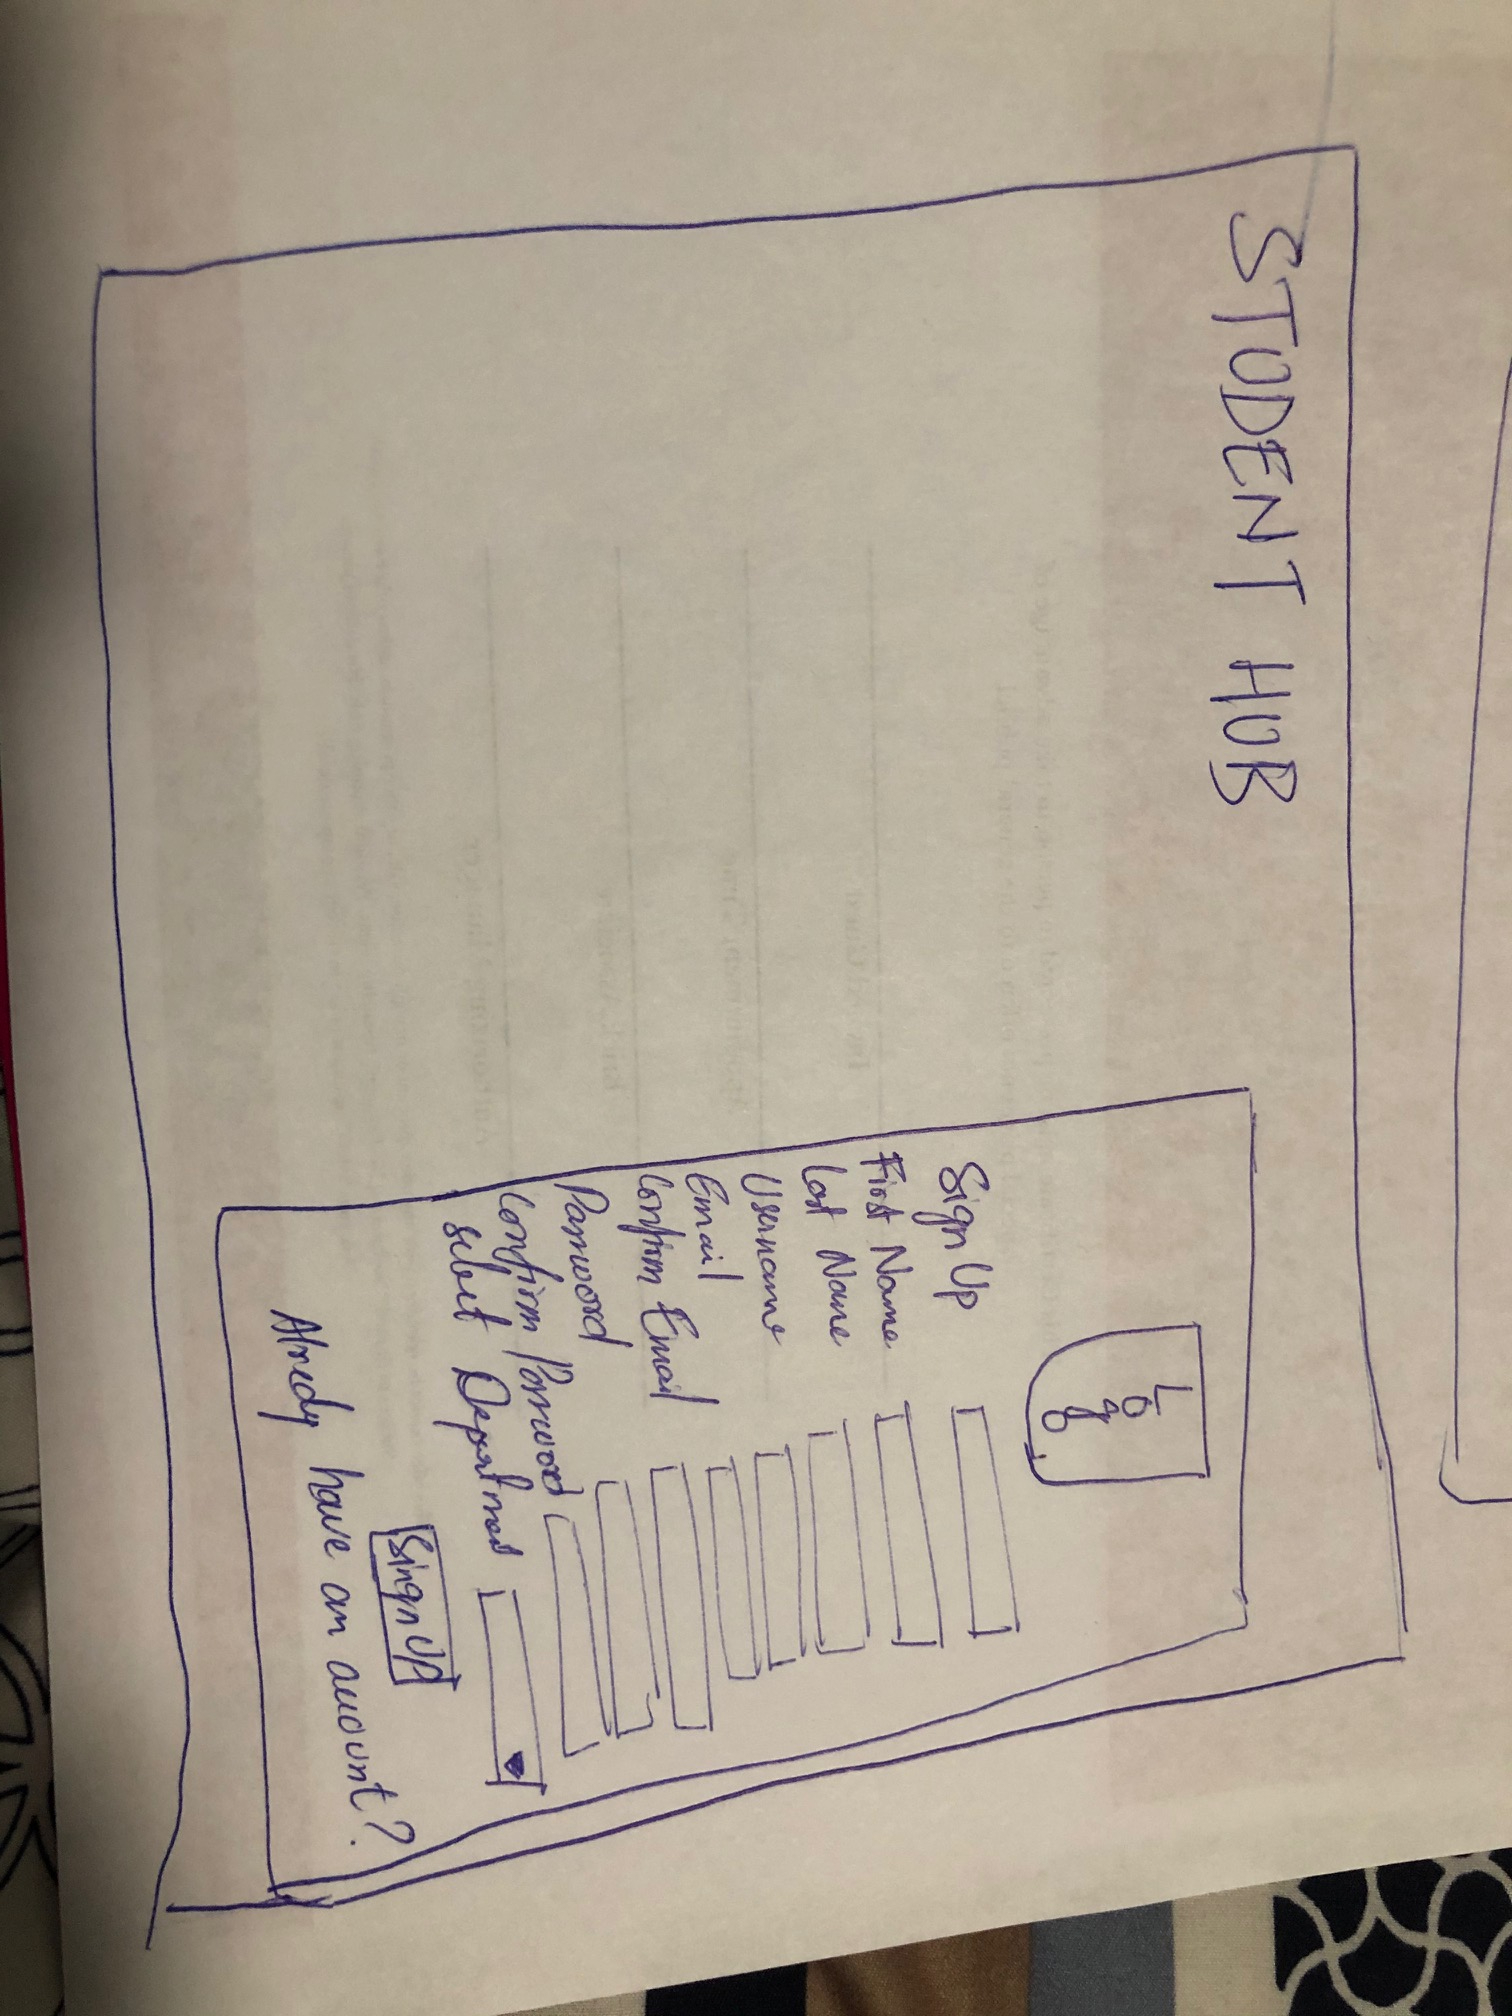 STUDENT HUB
LOGO
Sign Up
First Name
Last Name
Username
Email
Confirm Email
Password
Confirm Password
select Department
Singn UP
Already have an account?